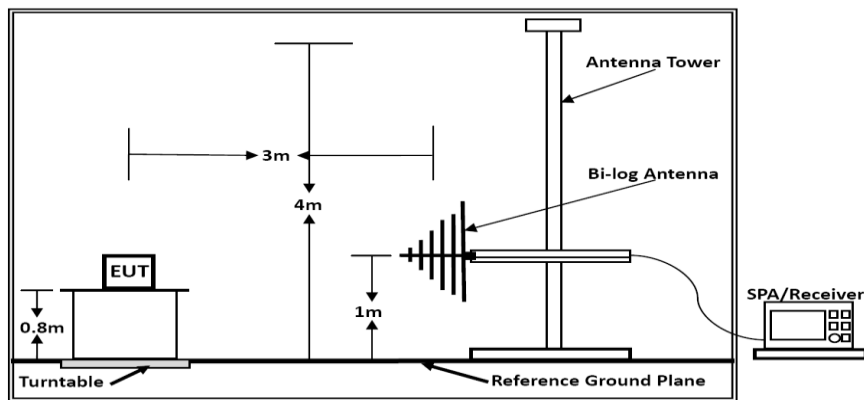 Antenna Tower
3m
Bi-log Antenna
4m
EUT
SPA/Receiver
0.8m
1m
Turntable
Reference Ground Plane